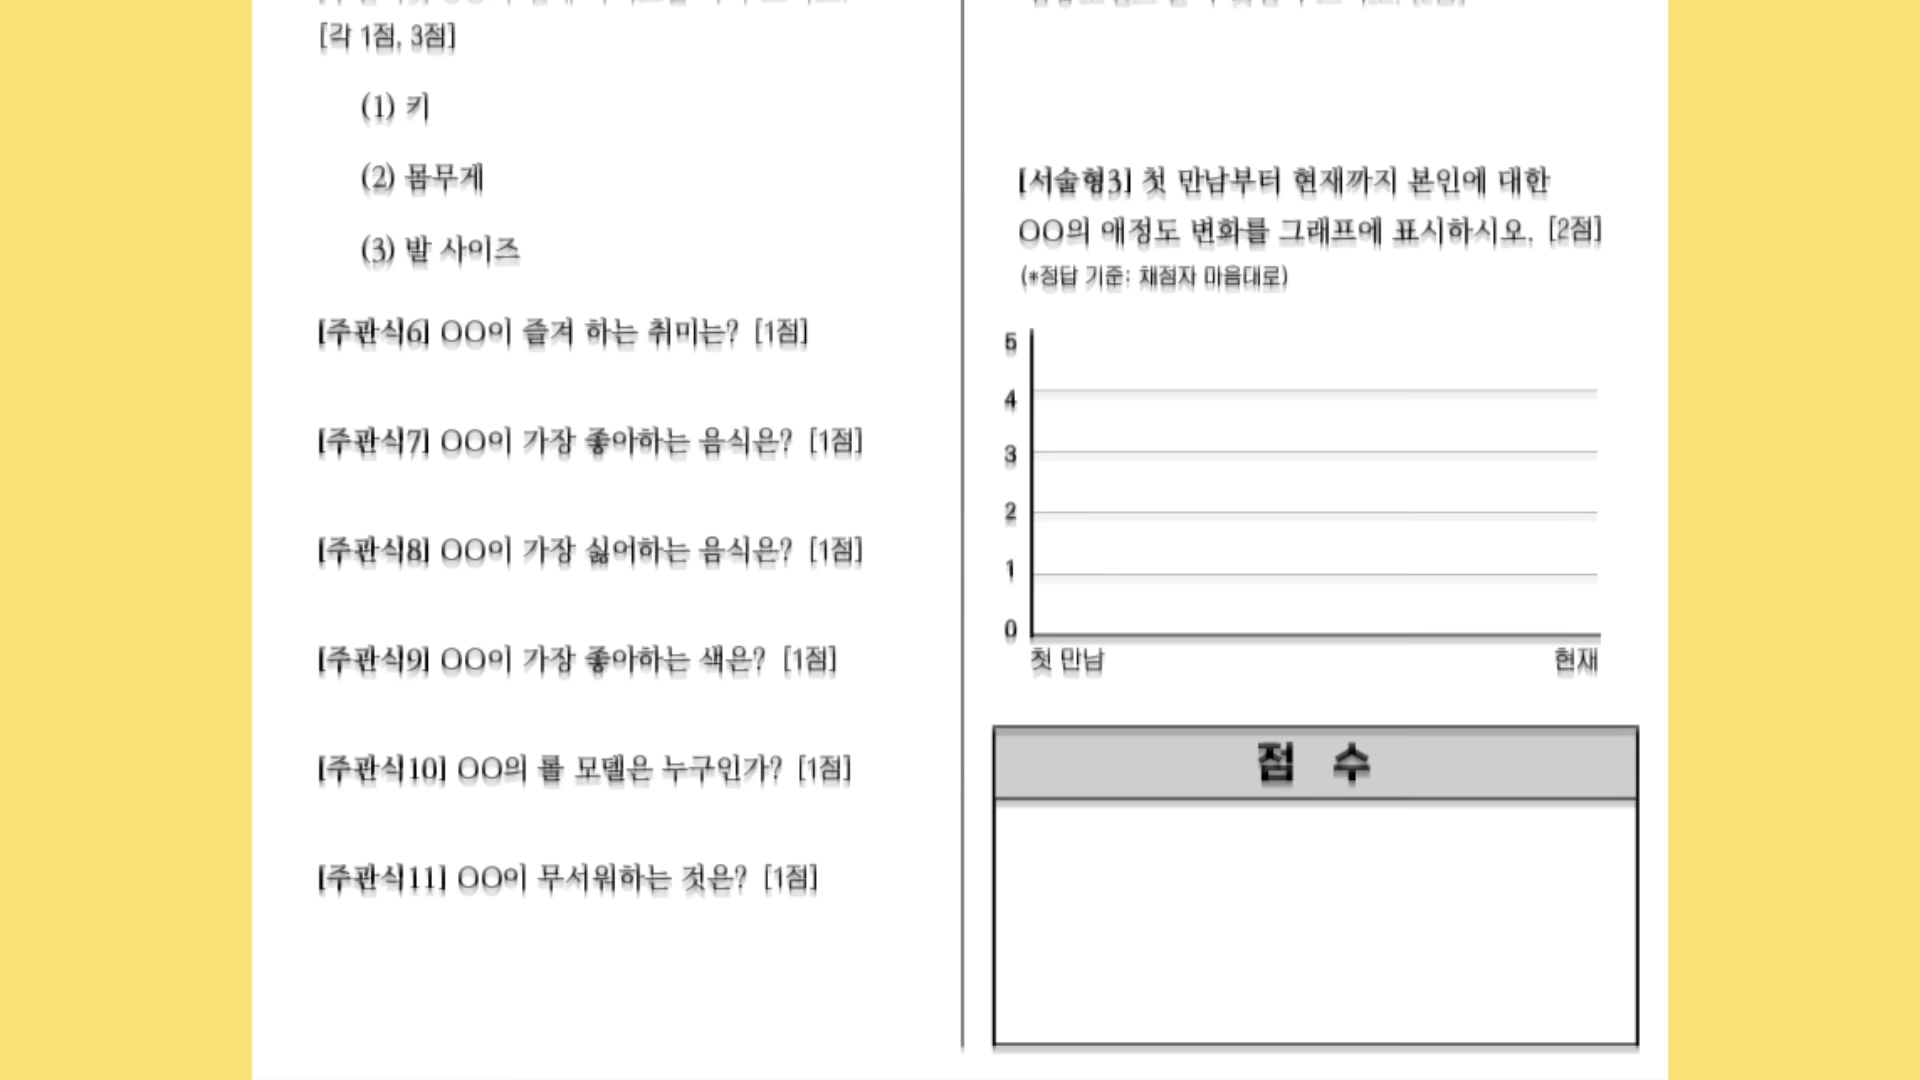 [각 1점, 3점]
(1) 키
(2) 몸무게
(3) 발 사이즈
[주관식6] OO이 즐겨 하는 취미는? [1점]
[주관식7] OO이 가장 좋아하는 음식은? [1점]
[주관식8] OO이 가장 싫어하는 음식은? [1점]
[주관식9] OO이 가장 좋아하는 색은? [1점]
[주관식10] OO의 롤 모델은 누구인가? [1점]
[주관식11] OO이 무서워하는 것은? [1점]
[서술형3] 첫 만남부터 현재까지 본인에 대한
OO의 애정도 변화를 그래프에 표시하시오. [2점]
(*정답 기준: 채점자 마음대로)
5
4
3
2
1
0
첫 만남 현재
점 수